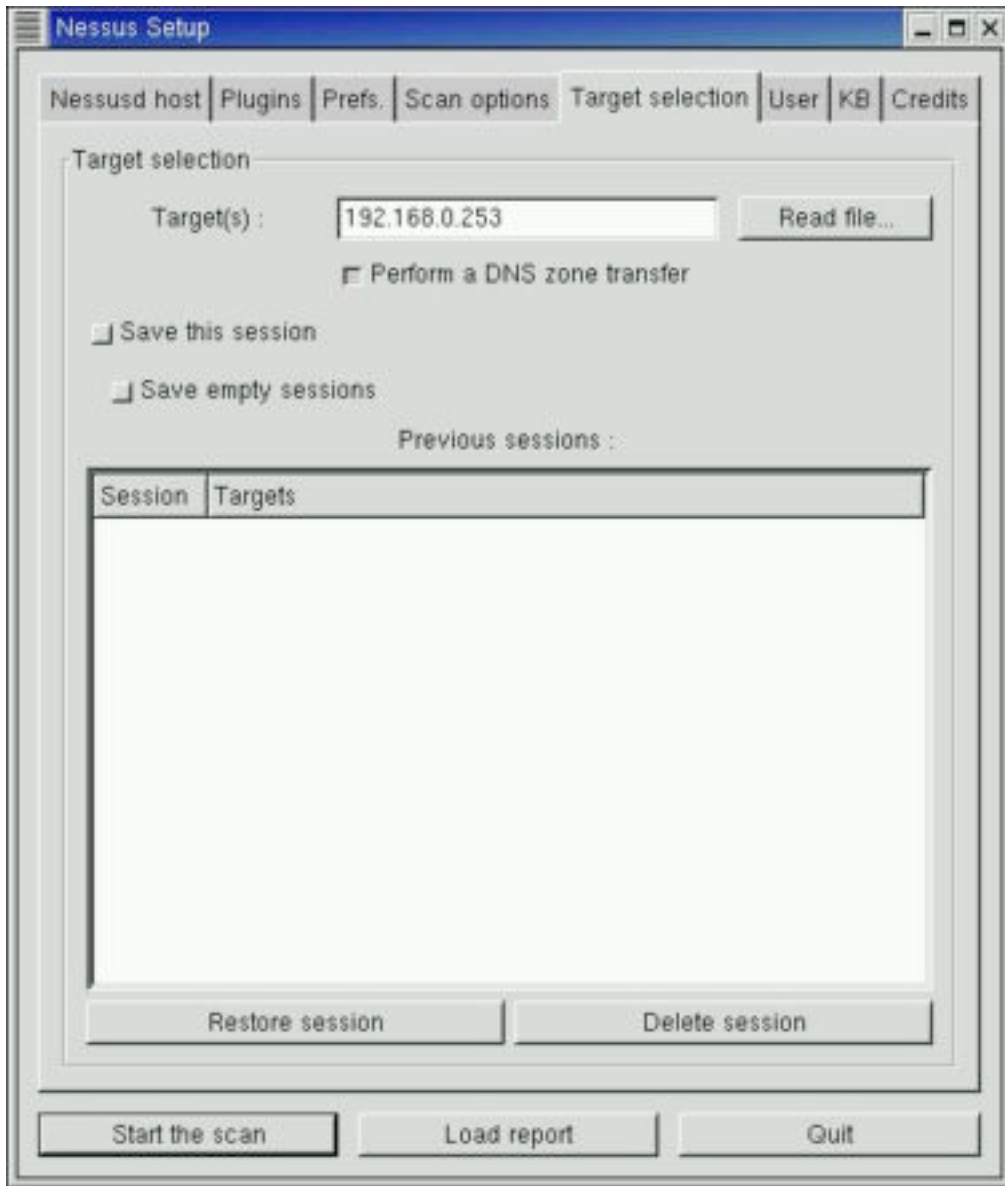 Nessus Setup
Nessusd host Plugins Prefs. Scan options Target selection User KB Credits
Target selection
Target(s) : 192.168.0.253 Read file...
Perform a DNS zone transfer
Save this session
Save empty sessions
Previous sessions :
Session Targets
Restore session Delete session
Start the scan Load report Quit